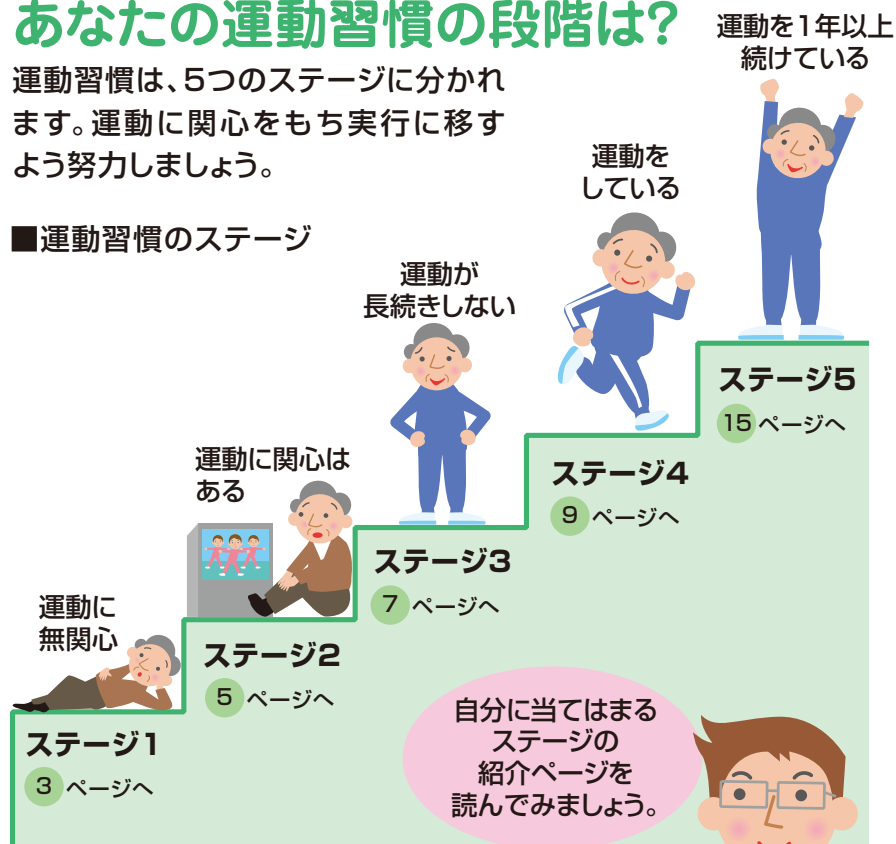 あなたの運動習慣の段階は?
運動習慣は、5つのステージに分かれ
ます。運動に関心をもち実行に移す
よう努力しましょう。
■運動習慣のステージ
運動に
無関心
ステージ1
3 ページへ
運動に関心は
ある
ステージ2
5 ページへ
運動が
長続きしない
ステージ3
7 ページへ
運動を
している
ステージ4
9 ページへ
運動を1年以上
続けている
ステージ5
15 ページへ
自分に当てはまる
ステージの
紹介ページを
読んでみましょう。